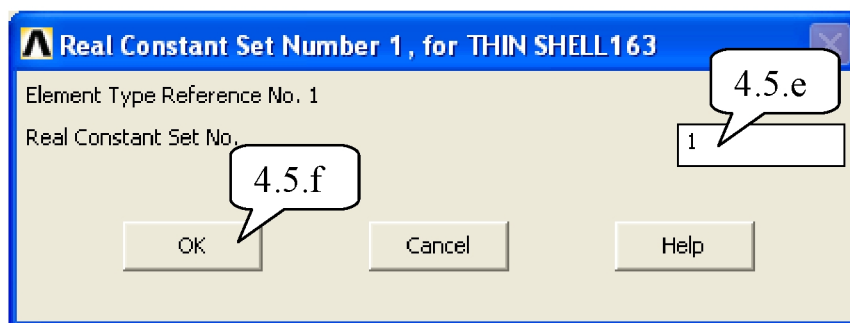 Real Constant Set Number 1, for THIN SHELL163
4.5.e
Element Type Reference No. 1
Real Constant Set No.
1
4.5.f
OK
Cancel
Help